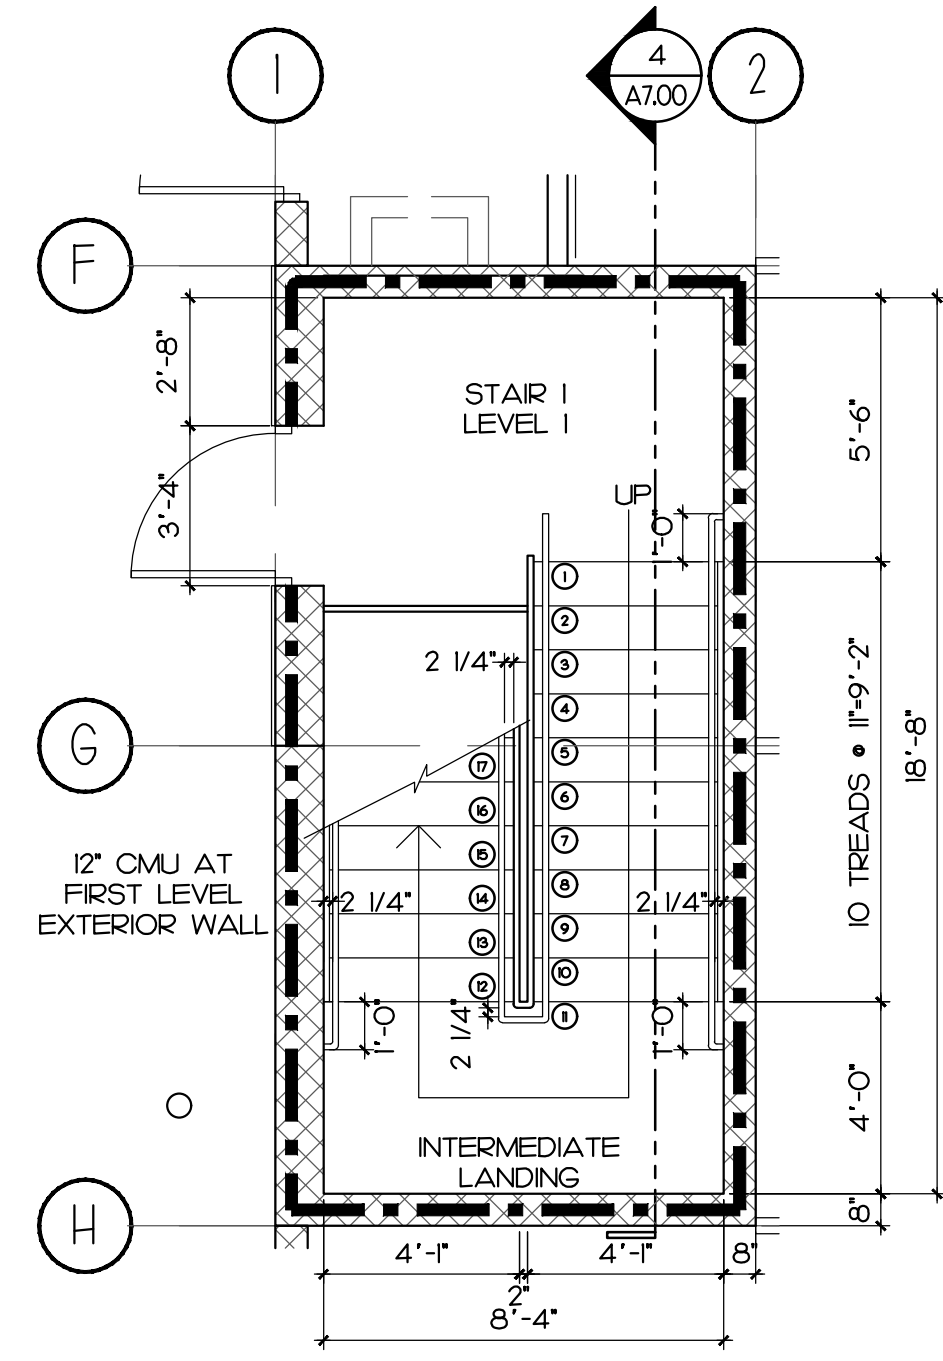 1
4
A7.00
2
F
2'-8"
3'-4"
STAIR 1
LEVEL 1
UP
1'-0"
5'-6"
1
2
3
4
5
6
7
8
9
10
11
2 1/4"
17
16
15
14
13
12
G
12" CMU AT
FIRST LEVEL
EXTERIOR WALL
2 1/4"
2 1/4"
10 TREADS @ 11"=9'-2"
18'-8"
1'-0"
2 1/4"
1'-0"
4'-0"
INTERMEDIATE
LANDING
H
8"
4'-1"
4'-1"
8"
2"
8'-4"